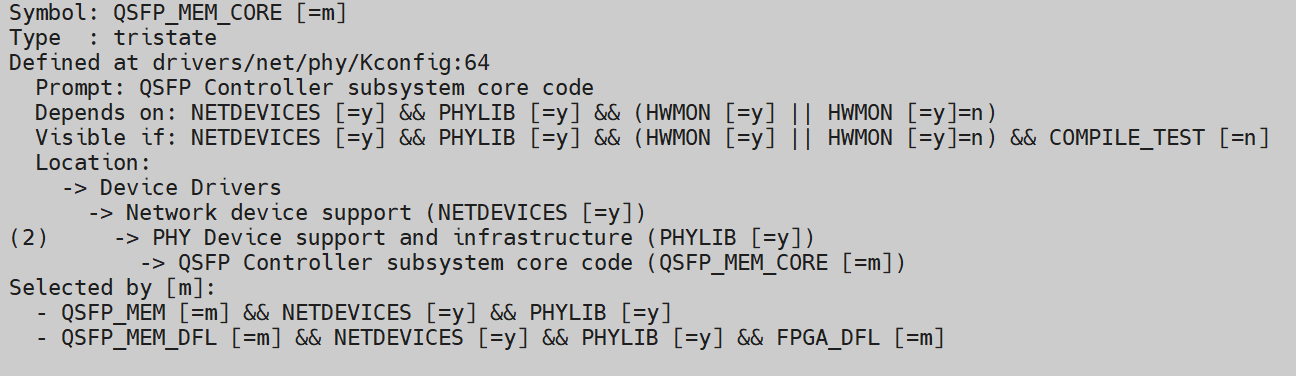 Symbol: QSFP_MEM_CORE [=m]
Type  : tristate
Defined at drivers/net/phy/Kconfig:64
  Prompt: QSFP Controller subsystem core code
  Depends on: NETDEVICES [=y] && PHYLIB [=y] && (HWMON [=y] || HWMON [=y]=n)
  Visible if: NETDEVICES [=y] && PHYLIB [=y] && (HWMON [=y] || HWMON [=y]=n) && COMPILE_TEST [=n]
  Location:
    -> Device Drivers
      -> Network device support (NETDEVICES [=y])
(2)     -> PHY Device support and infrastructure (PHYLIB [=y])
          -> QSFP Controller subsystem core code (QSFP_MEM_CORE [=m])
Selected by [m]:
  - QSFP_MEM [=m] && NETDEVICES [=y] && PHYLIB [=y]
  - QSFP_MEM_DFL [=m] && NETDEVICES [=y] && PHYLIB [=y] && FPGA_DFL [=m]